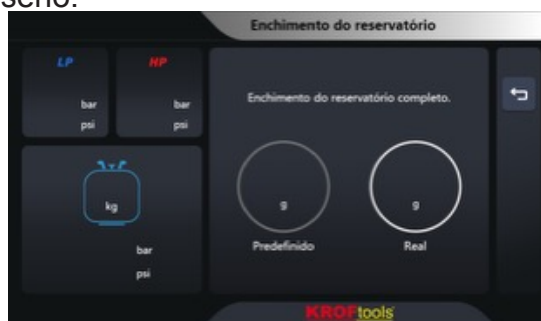 Enchimento do reservatório
LP
HP
bar
bar
psi
psi
Enchimento do reservatório completo.
kg
g
g
Predefinido
Real
bar
psi
KROFtools